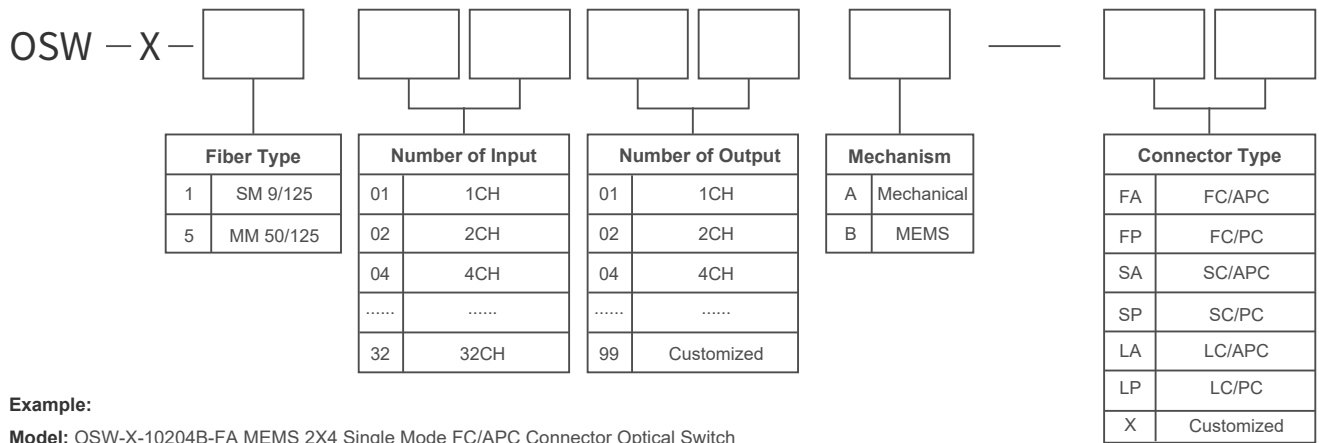 OSW — X —
Fiber Type
1 SM 9/125
5 MM 50/125
Number of Input
01 1CH
02 2CH
04 4CH
...... ......
32 32CH
Number of Output
01 1CH
02 2CH
04 4CH
...... ......
99 Customized
Mechanism
A Mechanical
B MEMS
Connector Type
FA FC/APC
FP FC/PC
SA SC/APC
SP SC/PC
LA LC/APC
LP LC/PC
X Customized
Example:
Model: OSW-X-10204B-FA MEMS 2X4 Single Mode FC/APC Connector Optical Switch